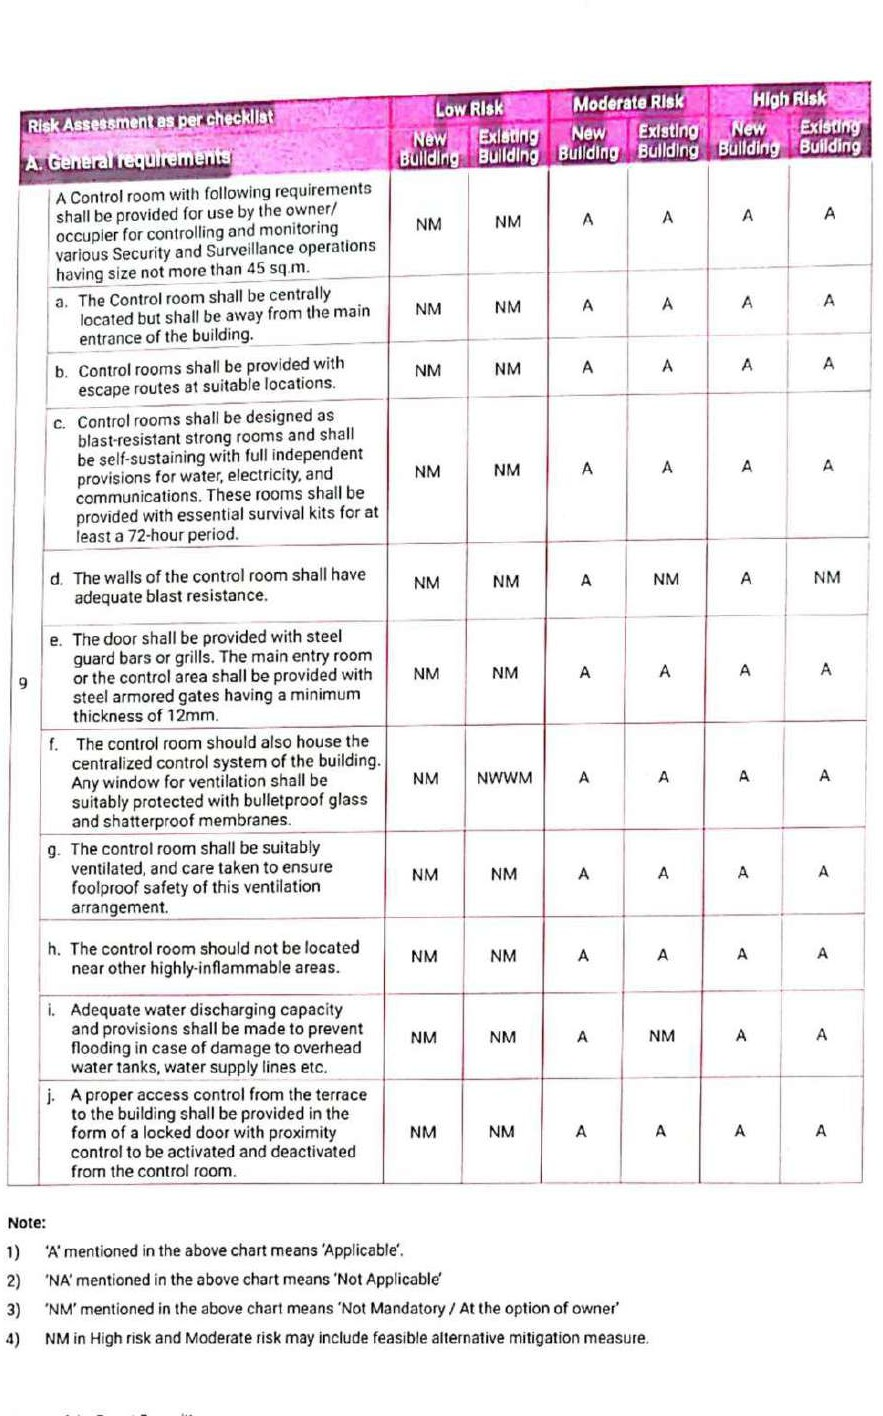 Risk Assessment as per checklist
Low Risk
Moderate Risk
High Risk
A. General requirements
New Building
Existing Building
New Building
Existing Building
New Building
Existing Building
9
A Control room with following requirements
shall be provided for use by the owner/
occupier for controlling and monitoring
various Security and Surveillance operations
having size not more than 45 sq.m.
NM NM A A A A
a. The Control room shall be centrally
located but shall be away from the main
entrance of the building.
NM NM A A A A
b. Control rooms shall be provided with
escape routes at suitable locations.
NM NM A A A A
c. Control rooms shall be designed as
blast-resistant strong rooms and shall
be self-sustaining with full independent
provisions for water, electricity, and
communications. These rooms shall be
provided with essential survival kits for at
least a 72-hour period.
NM NM A A A A
d. The walls of the control room shall have
adequate blast resistance.
NM NM A NM A NM
e. The door shall be provided with steel
guard bars or grills. The main entry room
or the control area shall be provided with
steel armored gates having a minimum
thickness of 12mm.
NM NM A A A A
f. The control room should also house the
centralized control system of the building.
Any window for ventilation shall be
suitably protected with bulletproof glass
and shatterproof membranes.
NM NWWM A A A A
g. The control room shall be suitably
ventilated, and care taken to ensure
foolproof safety of this ventilation
arrangement.
NM NM A A A A
h. The control room should not be located
near other highly-inflammable areas.
NM NM A A A A
i. Adequate water discharging capacity
and provisions shall be made to prevent
flooding in case of damage to overhead
water tanks, water supply lines etc.
NM NM A NM A A
j. A proper access control from the terrace
to the building shall be provided in the
form of a locked door with proximity
control to be activated and deactivated
from the control room.
NM NM A A A A
Note:
1) 'A' mentioned in the above chart means 'Applicable'.
2) 'NA' mentioned in the above chart means 'Not Applicable'
3) 'NM' mentioned in the above chart means 'Not Mandatory / At the option of owner'
4) NM in High risk and Moderate risk may include feasible alternative mitigation measure.